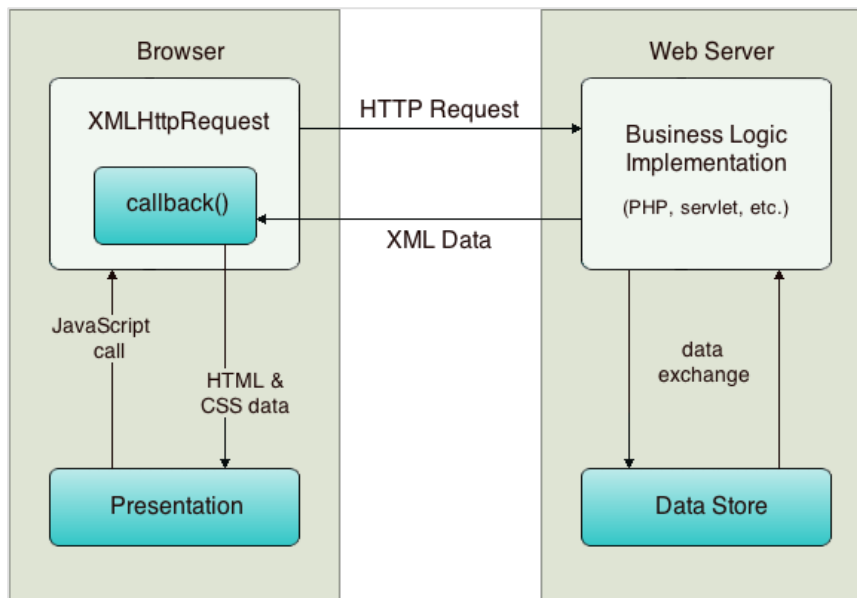 Browser
Web Server
XMLHttpRequest
HTTP Request
Business Logic
Implementation
(PHP, servlet, etc.)
callback()
XML Data
JavaScript
call
HTML &
CSS data
data
exchange
Presentation
Data Store